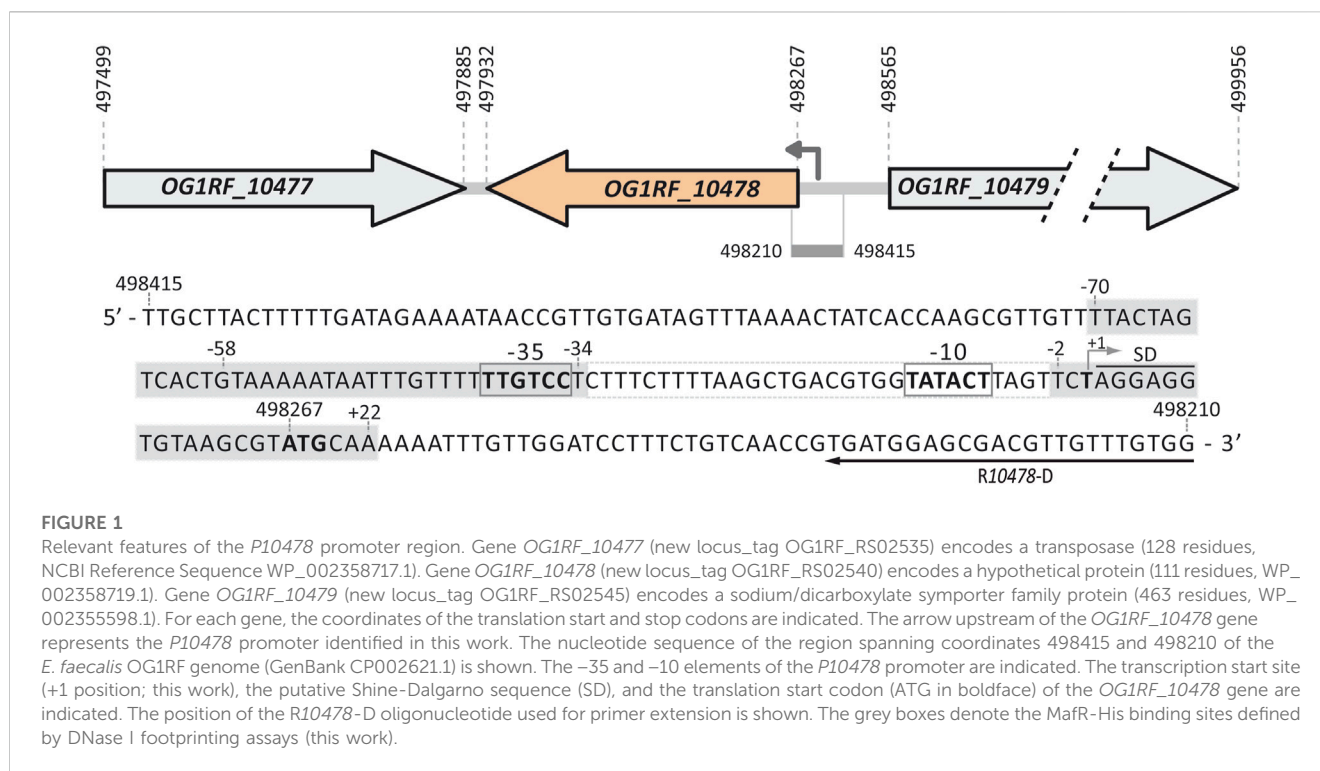 497499
497885
497932
498267
498565
499956
OG1RF_10477
OG1RF_10478
OG1RF_10479
498210
498415
498415
-70
5’ - TTGCTTACTTTTTGATAGAAAATAACCGTTGTGATAGTTTAAAACTATCACCAAGCGTTGTTTTACTAG
-58
-35
-34
-10
-2
+1
SD
TCACTGTAAAAATAATTTGTTTTTTGTCCTCTTTCTTTTAAGCTGACGTGGTATACTTAGTTCTAGGAGG
498267
+22
498210
TGTAAGCGTATGCAAAAAATTTGTTGGATCCTTTCTGTCAACCGTGATGGAGCGACGTTGTTTGTGG - 3’
R10478-D
FIGURE 1
Relevant features of the P10478 promoter region. Gene OG1RF_10477 (new locus_tag OG1RF_RS02535) encodes a transposase (128 residues,
NCBI Reference Sequence WP_002358717.1). Gene OG1RF_10478 (new locus_tag OG1RF_RS02540) encodes a hypothetical protein (111 residues, WP_
002358719.1). Gene OG1RF_10479 (new locus_tag OG1RF_RS02545) encodes a sodium/dicarboxylate symporter family protein (463 residues, WP_
002355598.1). For each gene, the coordinates of the translation start and stop codons are indicated. The arrow upstream of the OG1RF_10478 gene
represents the P10478 promoter identified in this work. The nucleotide sequence of the region spanning coordinates 498415 and 498210 of the
E. faecalis OG1RF genome (GenBank CP002621.1) is shown. The –35 and –10 elements of the P10478 promoter are indicated. The transcription start site
(+1 position; this work), the putative Shine-Dalgarno sequence (SD), and the translation start codon (ATG in boldface) of the OG1RF_10478 gene are
indicated. The position of the R10478-D oligonucleotide used for primer extension is shown. The grey boxes denote the MafR-His binding sites defined
by DNase I footprinting assays (this work).